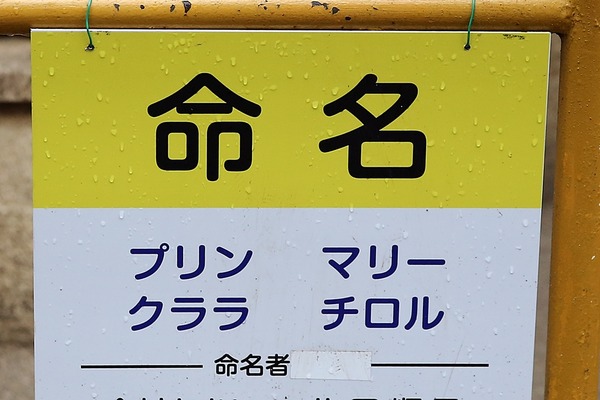 命名
プリン マリー
クララ チロル
命名者